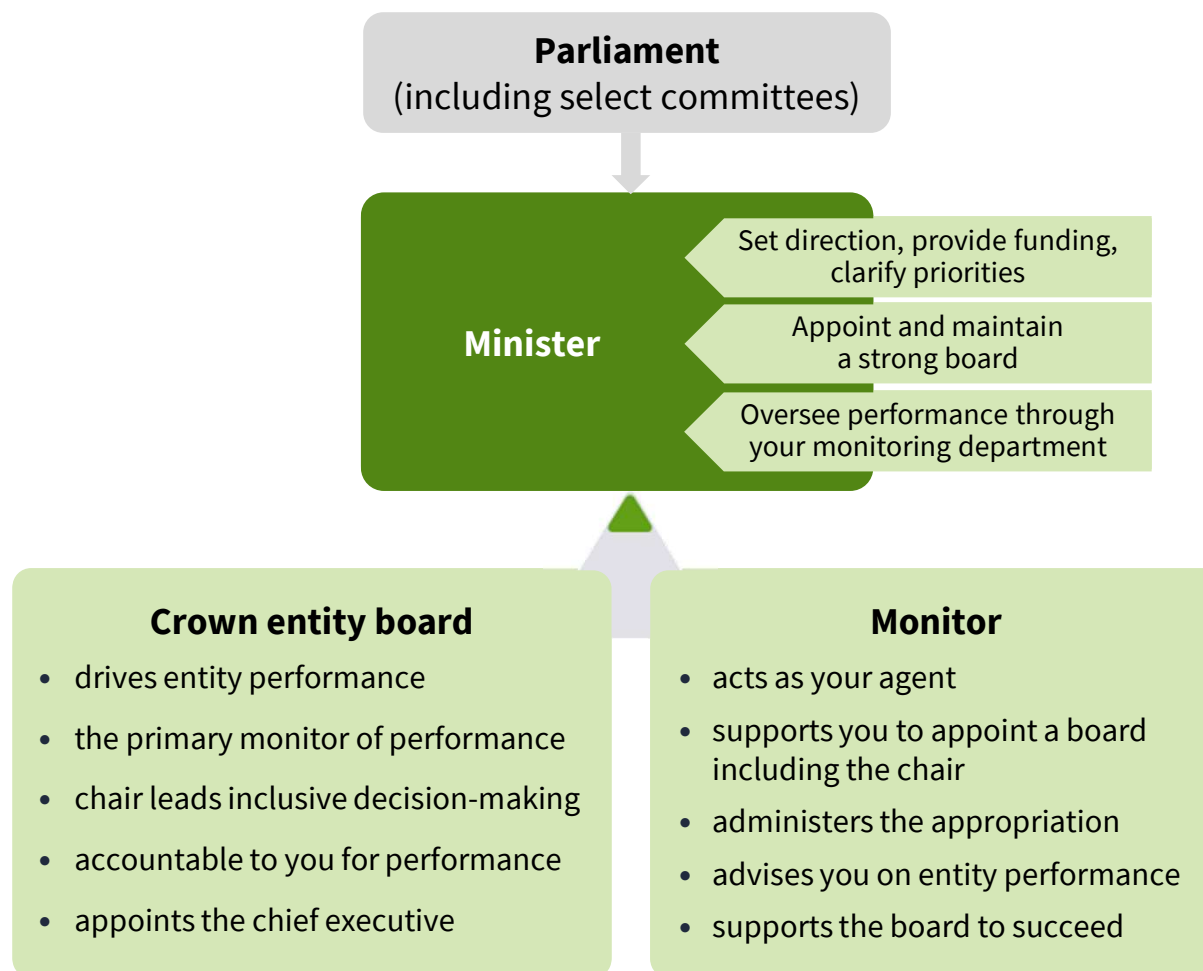 Parliament
(including select committees)
Minister
Set direction, provide funding,
clarify priorities
Appoint and maintain
a strong board
Oversee performance through
your monitoring department
Crown entity board
• drives entity performance
• the primary monitor of performance
• chair leads inclusive decision-making
• accountable to you for performance
• appoints the chief executive
Monitor
• acts as your agent
• supports you to appoint a board
including the chair
• administers the appropriation
• advises you on entity performance
• supports the board to succeed